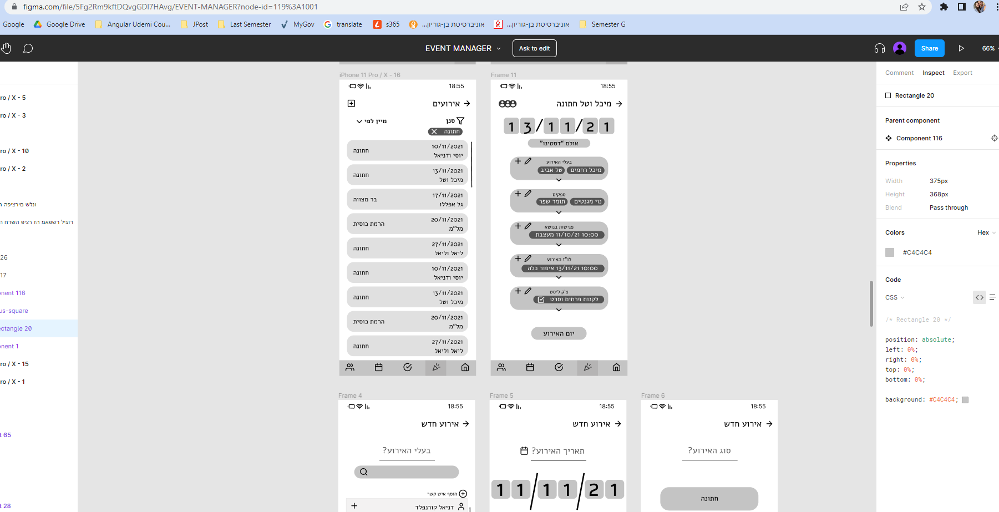 figma.com/file/5Fg2Rm9kftDQvgGDI7HAvg/EVENT-MANAGER?node-id=119%3A1001
Google
Google Drive
Angular Udemi Cou...
JPost
Last Semester
MyGov
translate
s365
אוניברסיטת בן-גוריון...
אוניברסיטת בן-גוריון...
Semester G
EVENT MANAGER
Ask to edit
Share
66%
ro / X - 5
ro / X - 3
ro / X - 10
ro / X - 2
26
17
onent 116
us-square
ectangle 20
onent 1
ro / X - 15
ro / X - 1
t 65
t 28
iPhone 11 Pro / X - 16
18:55
אירועים
סנן
מיין לפי
חתונה
10/11/2021
יוסי ודניאל
חתונה
13/11/2021
מיכל וטל
חתונה
17/11/2021
גל אפללו
בר מצווה
20/11/2021
מל"מ
הרמת כוסית
27/11/2021
ליאל וליאל
חתונה
10/11/2021
יוסי ודניאל
חתונה
13/11/2021
מיכל וטל
חתונה
20/11/2021
מל"מ
הרמת כוסית
27/11/2021
ליאל וליאל
חתונה
Frame 11
18:55
מיכל וטל חתונה
13/11/21
אולם "דסטינו"
בעלי האירוע
מיכל רחמים
טל אביב
ספקים
נוי מגנטים
תומר שפר
פגישות בנושא
11/10/21 10:00 מעצבת
לו"ז האירוע
13/11/21 10:00 איפור כלה
צ'ק ליסט
לקנות פרחים וסרט
יום האירוע
Frame 4
18:55
אירוע חדש
בעלי האירוע?
הוסף איש קשר
דניאל קורנפלד
Frame 5
18:55
אירוע חדש
תאריך האירוע?
11/11/21
Frame 6
18:55
אירוע חדש
סוג האירוע?
חתונה
Comment
Inspect
Export
Rectangle 20
Parent component
Component 116
Properties
Width 375px
Height 368px
Blend Pass through
Colors
Hex
#C4C4C4
Code
CSS
/* Rectangle 20 */
position: absolute;
left: 0%;
right: 0%;
top: 0%;
bottom: 0%;
background: #C4C4C4;